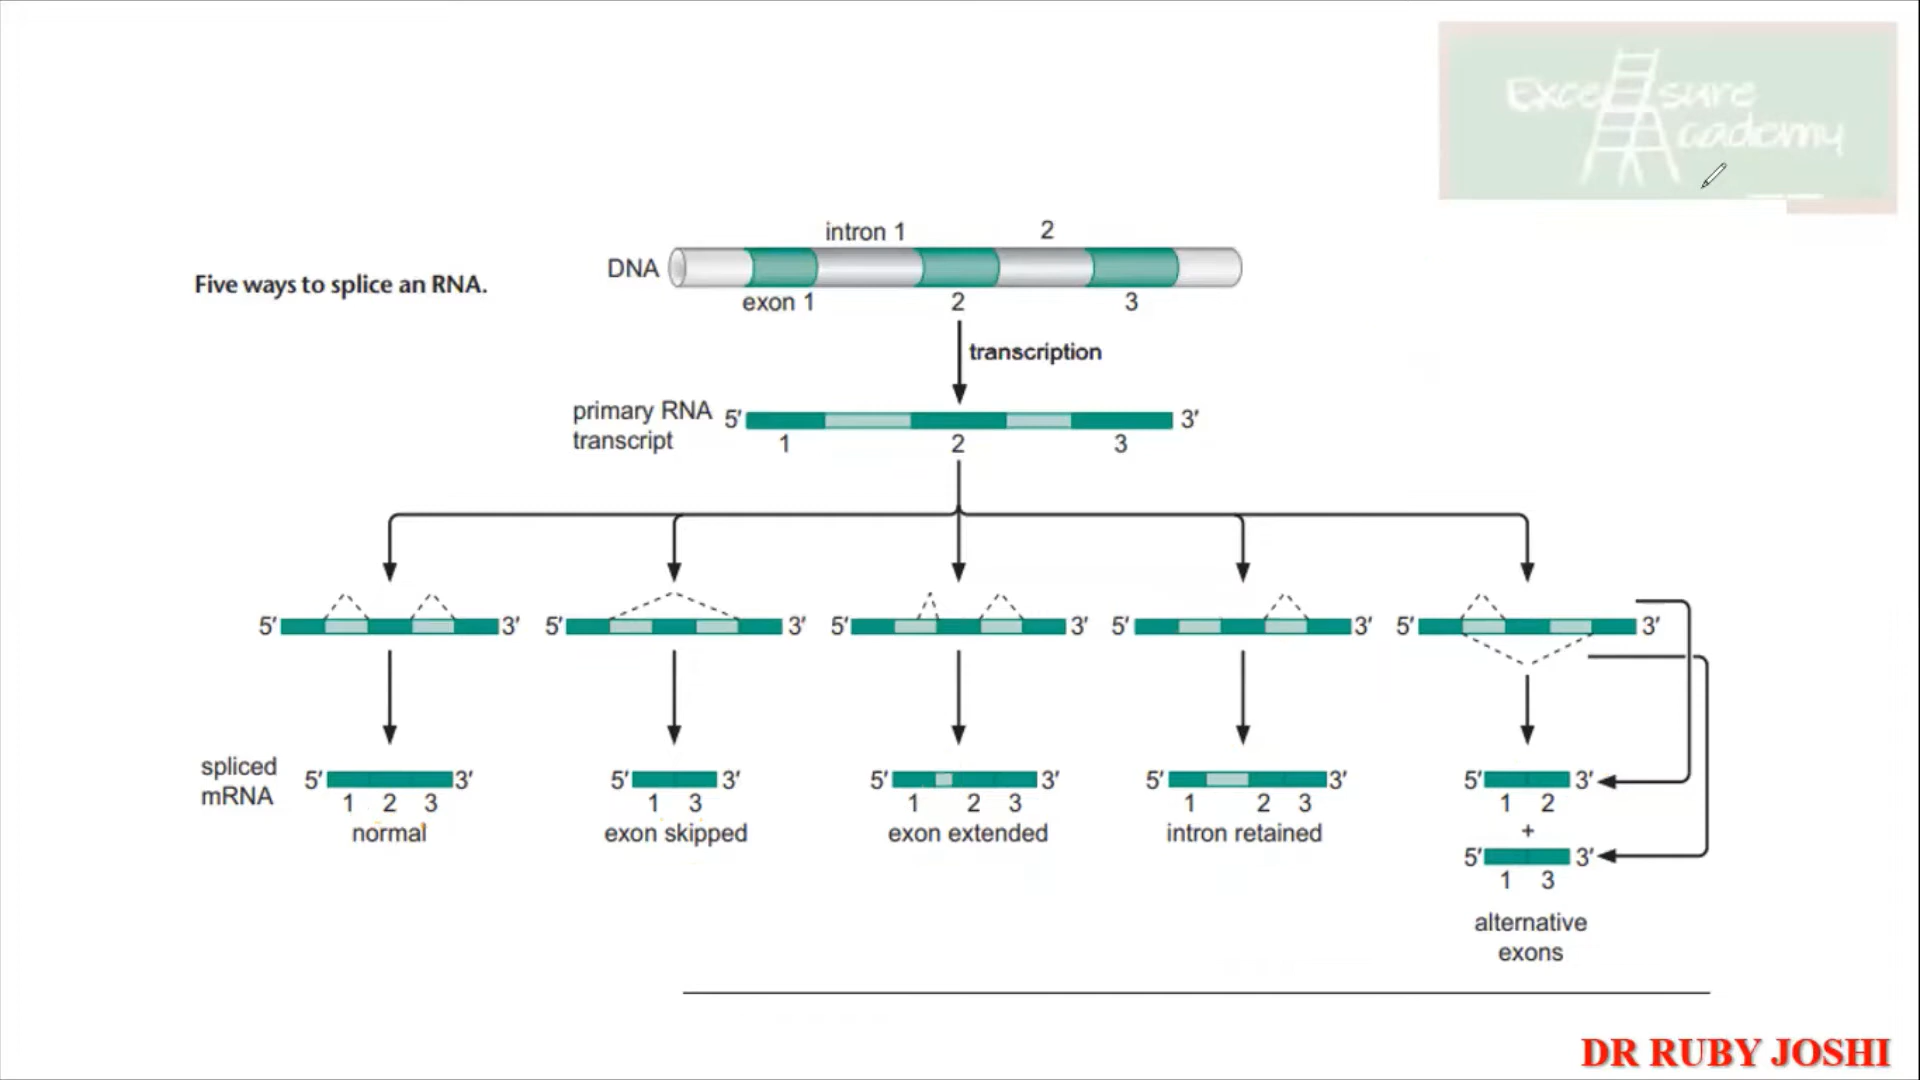 Excel sure
Academy
Five ways to splice an RNA.
intron 1 2
DNA
exon 1 2 3
transcription
primary RNA
transcript
5′ 3′
1 2 3
5′ 3′ 5′ 3′ 5′ 3′ 5′ 3′ 5′ 3′
spliced
mRNA
5′ 3′ 5′ 3′ 5′ 3′ 5′ 3′ 5′ 3′
1 2 3 1 3 1 2 3 1 2 3 1 2
normal exon skipped exon extended intron retained +
5′ 3′
1 3
alternative
exons
DR RUBY JOSHI